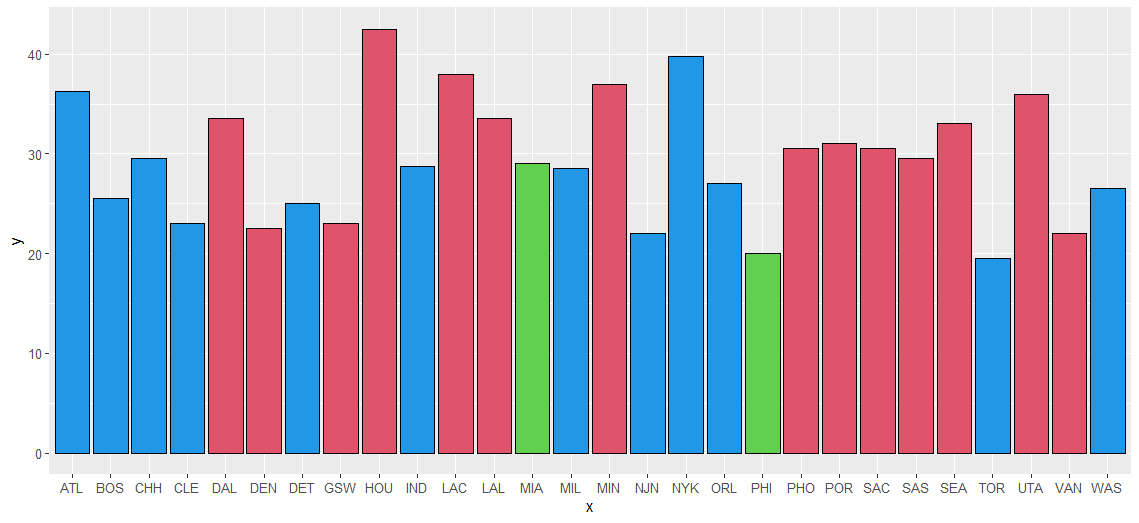 40
30
20
10
0
y
ATL BOS CHH CLE DAL DEN DET GSW HOU IND LAC LAL MIA MIL MIN NJN NYK ORL PHI PHO POR SAC SAS SEA TOR UTA VAN WAS
x